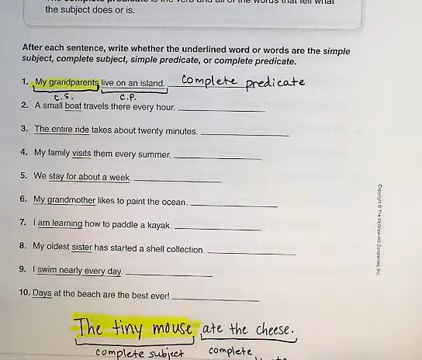 the subject does or is.
After each sentence, write whether the underlined word or words are the simple
subject, complete subject, simple predicate, or complete predicate.
1. My grandparents live on an island. complete predicate
C.S. C.P.
2. A small boat travels there every hour.
3. The entire ride takes about twenty minutes.
4. My family visits them every summer.
5. We stay for about a week.
6. My grandmother likes to paint the ocean.
7. I am learning how to paddle a kayak.
8. My oldest sister has started a shell collection.
9. I swim nearly every day.
10. Days at the beach are the best ever!
The tiny mouse ate the cheese.
complete subject complete